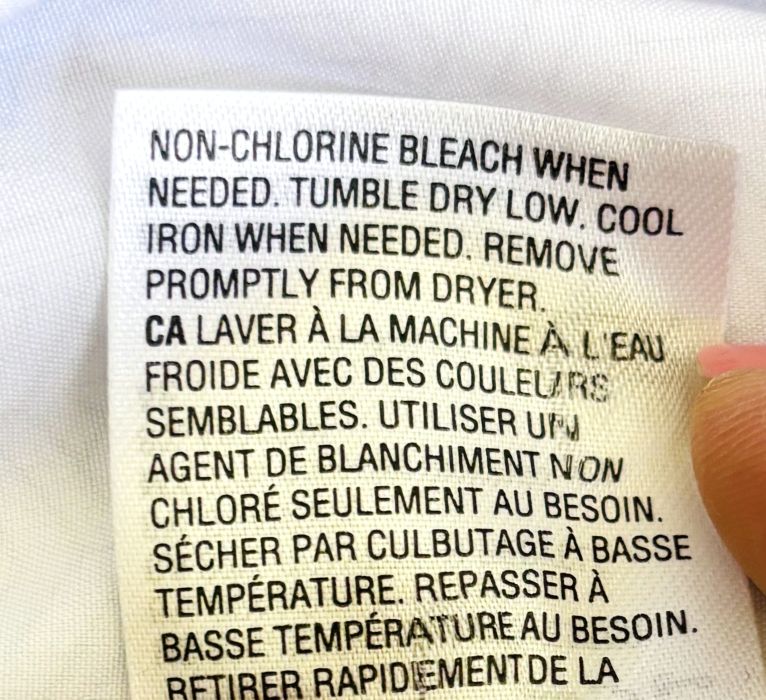 NON-CHLORINE BLEACH WHEN
NEEDED. TUMBLE DRY LOW. COOL
IRON WHEN NEEDED. REMOVE
PROMPTLY FROM DRYER.
CA LAVER À LA MACHINE À L'EAU
FROIDE AVEC DES COULEURS
SEMBLABLES. UTILISER UN
AGENT DE BLANCHIMENT NON
CHLORÉ SEULEMENT AU BESOIN.
SÉCHER PAR CULBUTAGE À BASSE
TEMPÉRATURE. REPASSER À
BASSE TEMPÉRATURE AU BESOIN.
RETIRER RAPIDEMENT DE LA